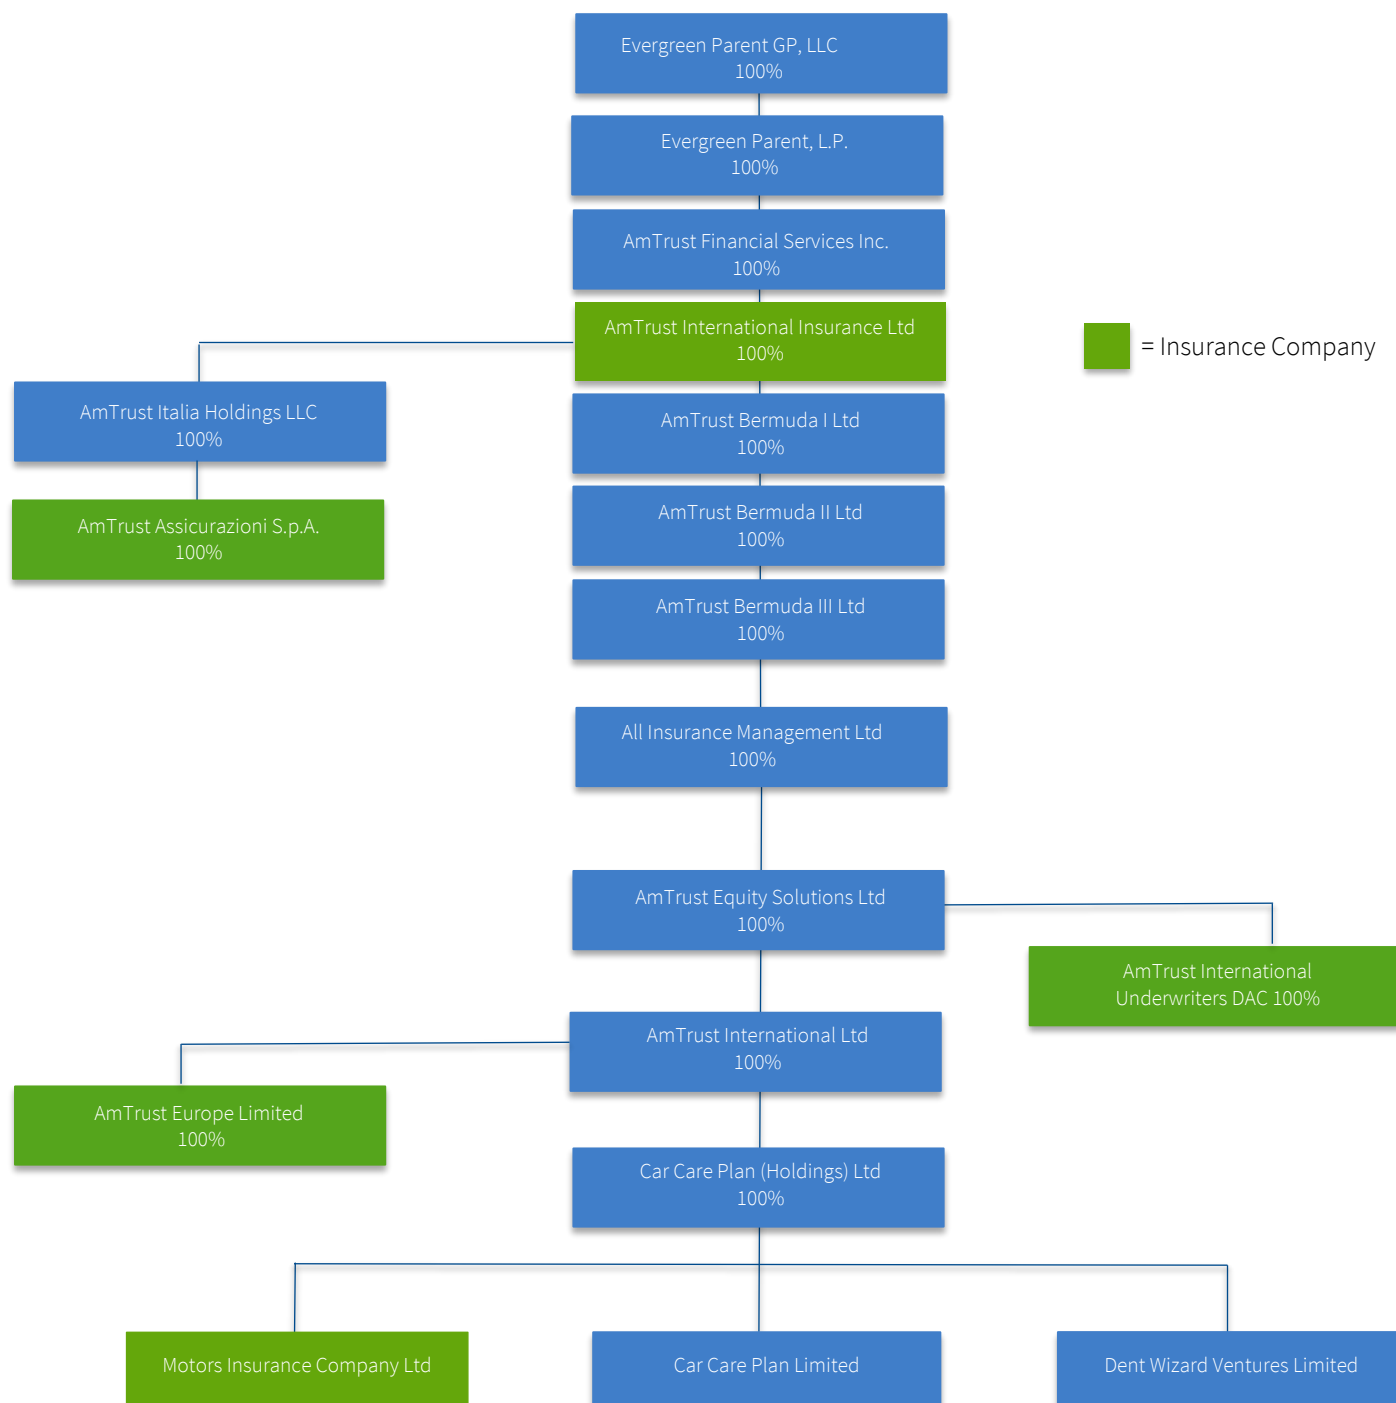 Evergreen Parent GP, LLC
100%
Evergreen Parent, L.P.
100%
AmTrust Financial Services Inc.
100%
AmTrust International Insurance Ltd
100%
= Insurance Company
AmTrust Italia Holdings LLC
100%
AmTrust Bermuda I Ltd
100%
AmTrust Assicurazioni S.p.A.
100%
AmTrust Bermuda II Ltd
100%
AmTrust Bermuda III Ltd
100%
All Insurance Management Ltd
100%
AmTrust Equity Solutions Ltd
100%
AmTrust International
Underwriters DAC 100%
AmTrust International Ltd
100%
AmTrust Europe Limited
100%
Car Care Plan (Holdings) Ltd
100%
Motors Insurance Company Ltd
Car Care Plan Limited
Dent Wizard Ventures Limited